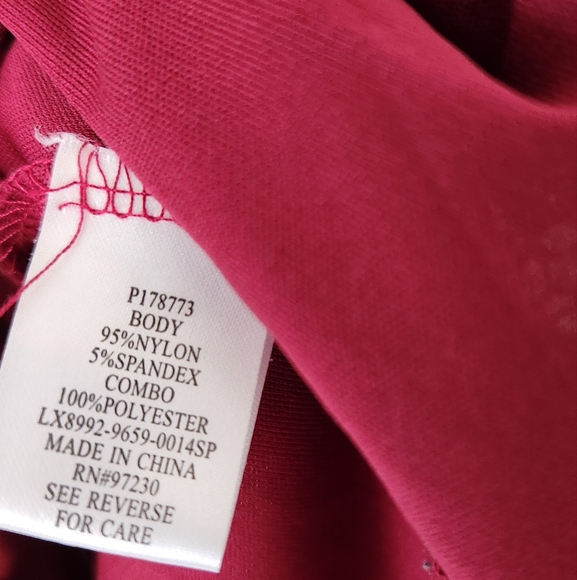 P178773
BODY
95%NYLON
5%SPANDEX
COMBO
100%POLYESTER
LX8992-9659-0014SP
MADE IN CHINA
RN#97230
SEE REVERSE
FOR CARE